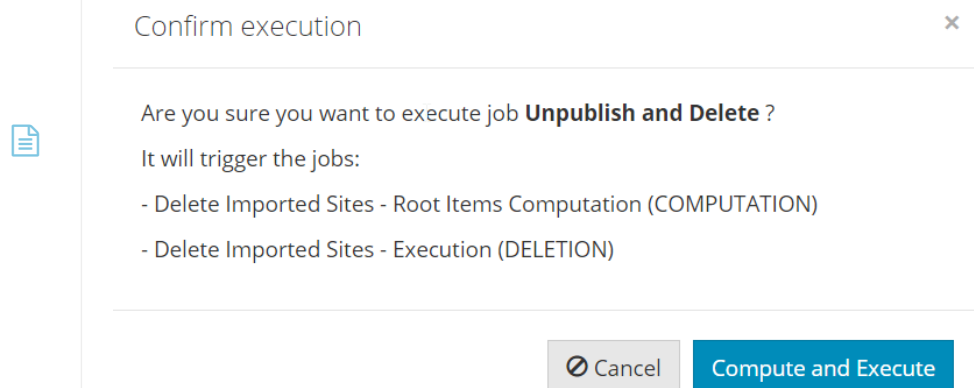 Confirm execution
×
Are you sure you want to execute job Unpublish and Delete ?
It will trigger the jobs:
- Delete Imported Sites - Root Items Computation (COMPUTATION)
- Delete Imported Sites - Execution (DELETION)
Cancel
Compute and Execute